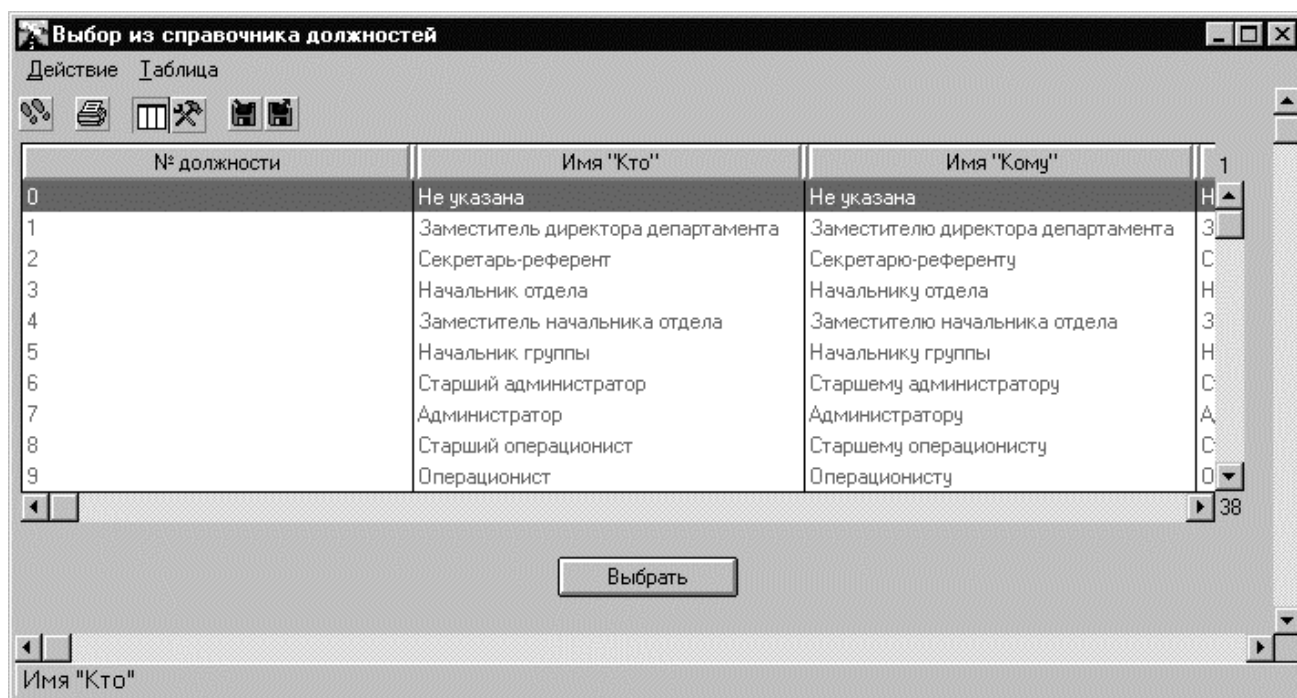 Выбор из справочника должностей
Действие Таблица
№ должности Имя "Кто" Имя "Кому" 1
0 Не указана Не указана Н
1 Заместитель директора департамента Заместителю директора департамента З
2 Секретарь-референт Секретарю-референту С
3 Начальник отдела Начальнику отдела Н
4 Заместитель начальника отдела Заместителю начальника отдела З
5 Начальник группы Начальнику группы Н
6 Старший администратор Старшему администратору С
7 Администратор Администратору А
8 Старший операционист Старшему операционисту С
9 Операционист Операционисту О
38
Выбрать
Имя "Кто"